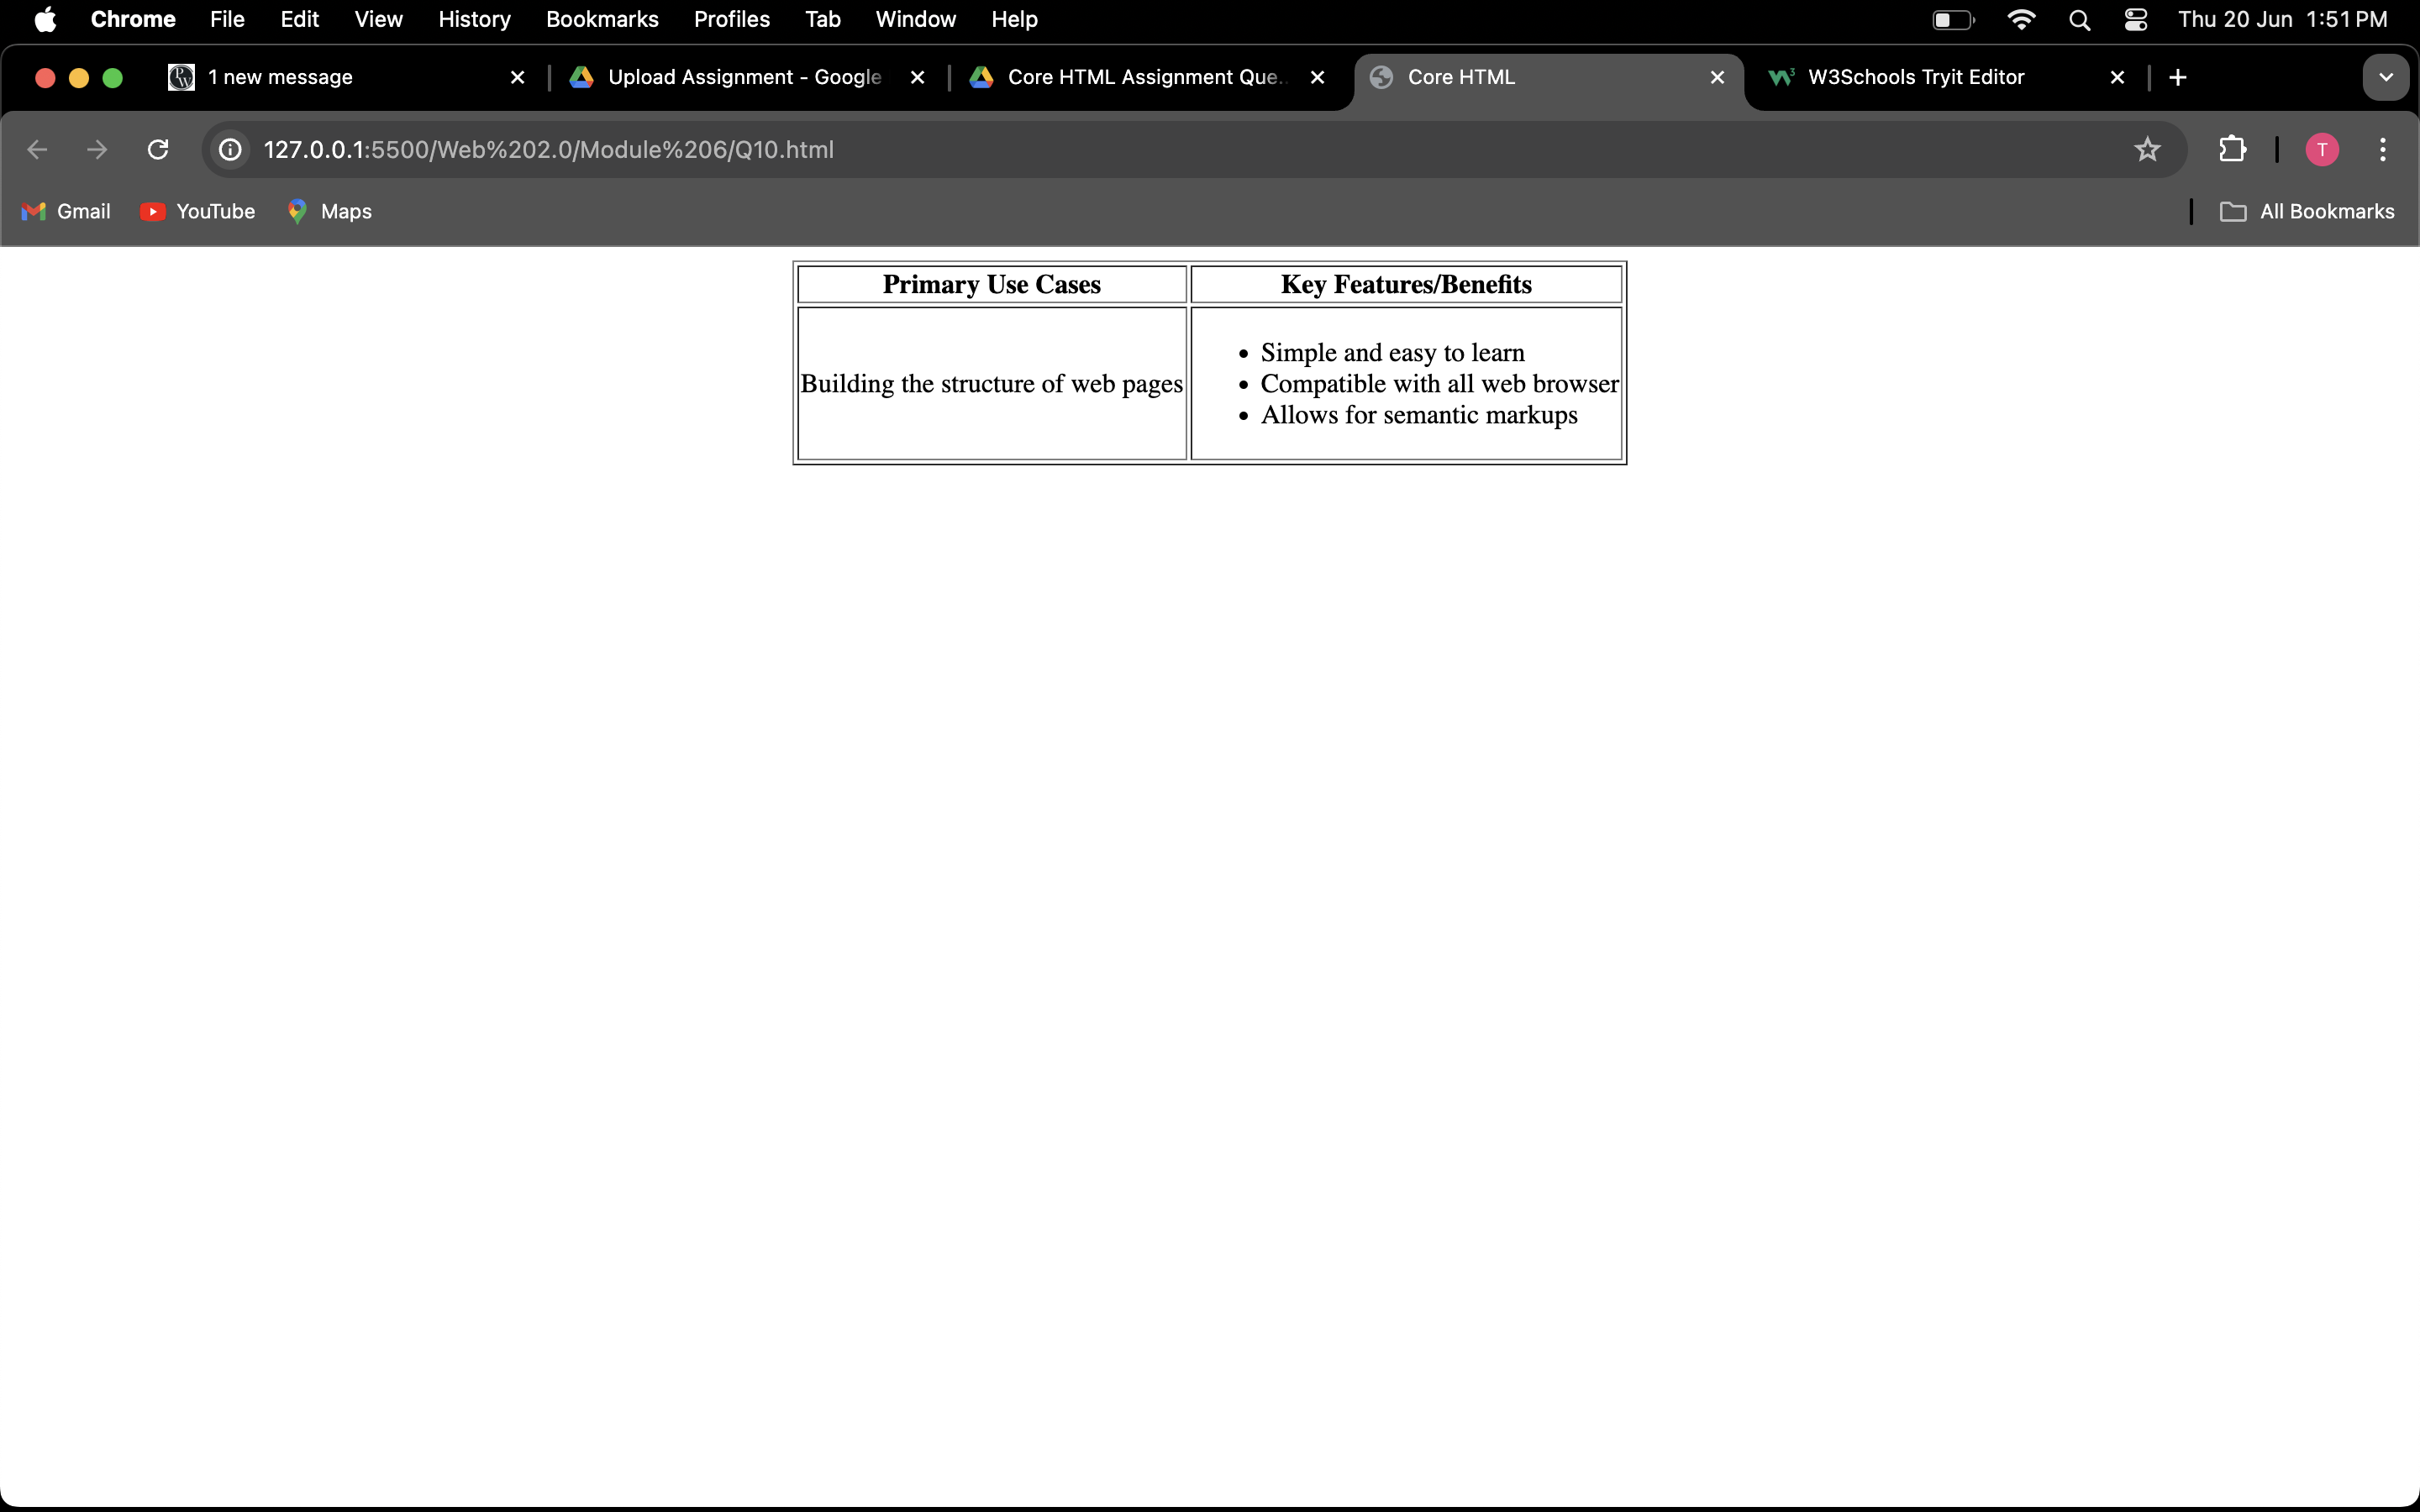 Chrome File Edit View History Bookmarks Profiles Tab Window Help Thu 20 Jun 1:51 PM
1 new message Upload Assignment - Google Core HTML Assignment Que... Core HTML W3Schools Tryit Editor
127.0.0.1:5500/Web%202.0/Module%206/Q10.html T
Gmail YouTube Maps All Bookmarks
Primary Use Cases Key Features/Benefits
• Simple and easy to learn
Building the structure of web pages • Compatible with all web browser
• Allows for semantic markups